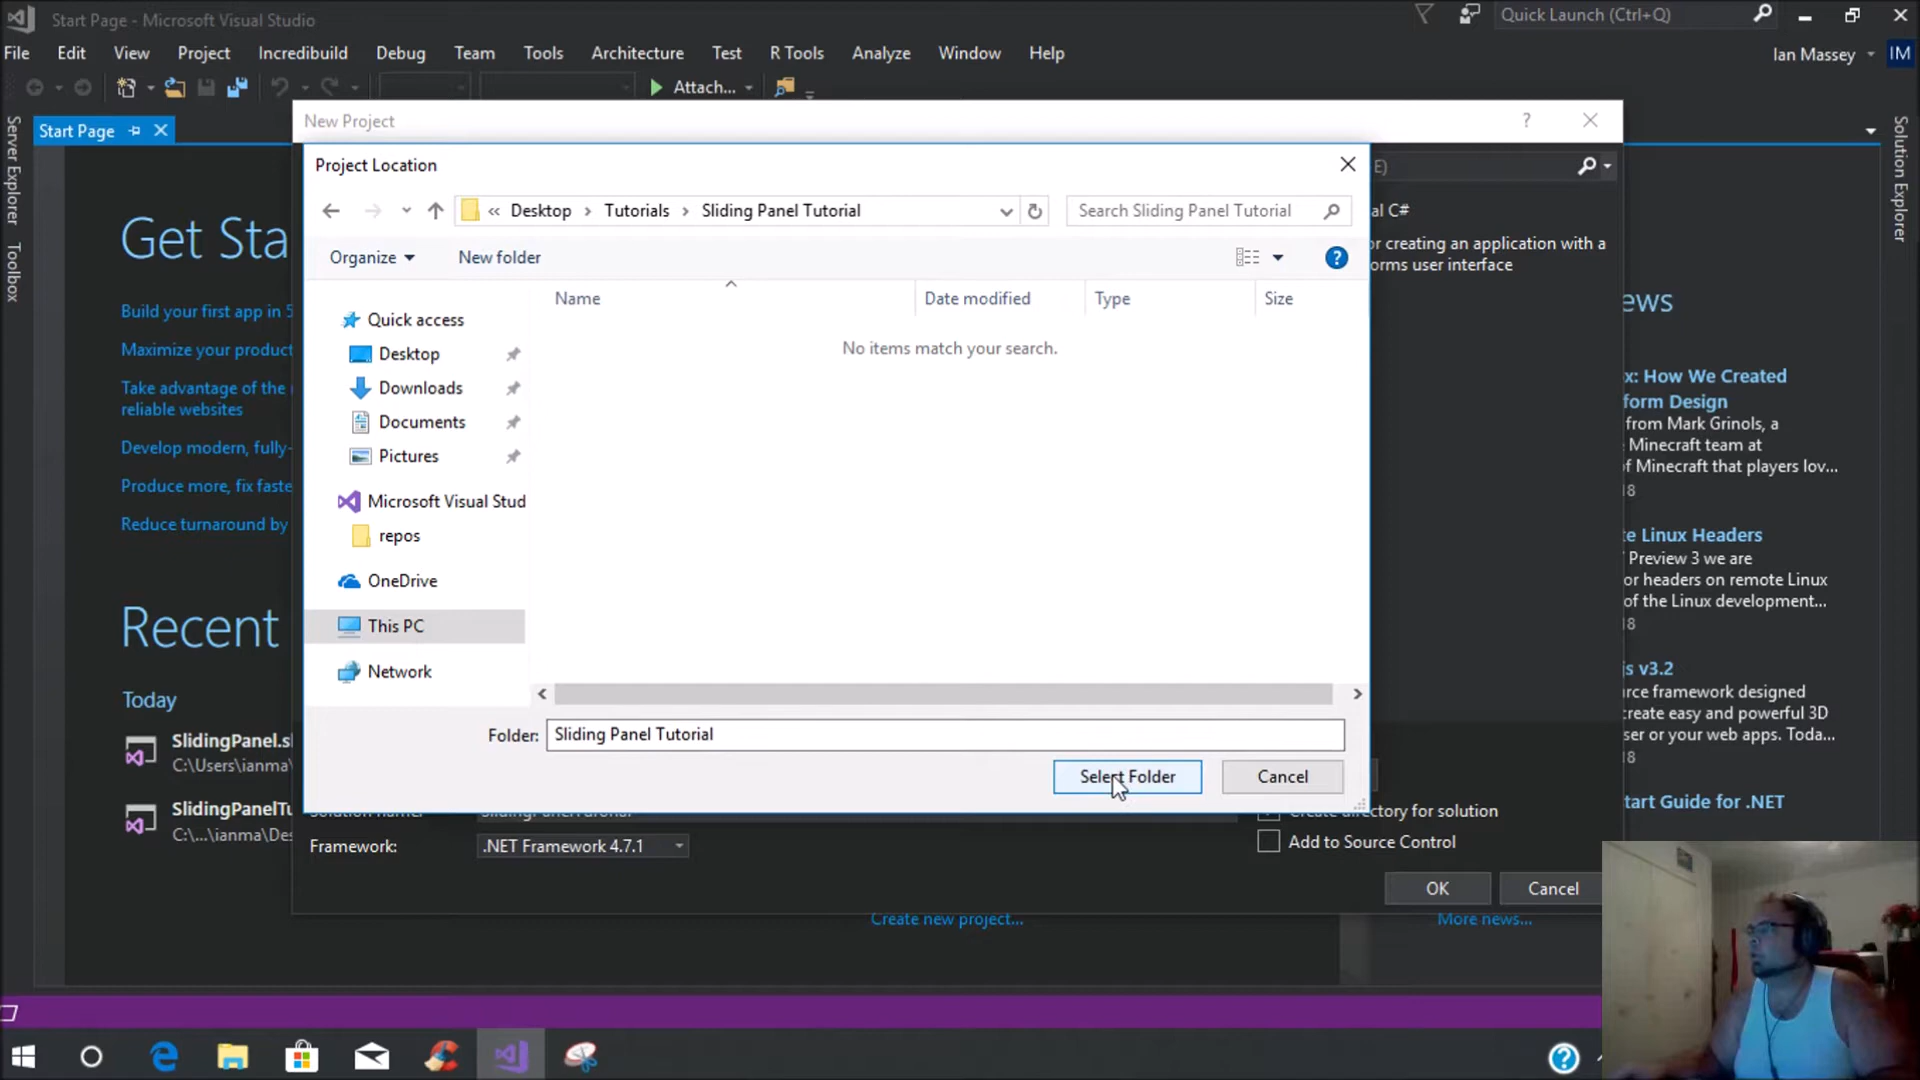 Start Page - Microsoft Visual Studio
Quick Launch (Ctrl+Q)
File Edit View Project Incredibuild Debug Team Tools Architecture Test R Tools Analyze Window Help
Ian Massey IM
Attach...
Server Explorer
Toolbox
Solution Explorer
Start Page
New Project
?
Project Location
« Desktop › Tutorials › Sliding Panel Tutorial
Search Sliding Panel Tutorial
E)
al C#
or creating an application with a
orms user interface
Organize
New folder
?
Name
Date modified
Type
Size
No items match your search.
Quick access
Desktop
Downloads
Documents
Pictures
Microsoft Visual Stud
repos
OneDrive
This PC
Network
Folder: Sliding Panel Tutorial
Select Folder
Cancel
Get Sta
Build your first app in 5
Maximize your product
Take advantage of the
reliable websites
Develop modern, fully-
Produce more, fix faste
Reduce turnaround by
Recent
Today
SlidingPanel.sl
C:\Users\ianma\
SlidingPanelTu
C:\...\ianma\Des
Create directory for solution
Framework: .NET Framework 4.7.1
Add to Source Control
OK
Cancel
Create new project...
More news...
ews
x: How We Created
form Design
from Mark Grinols, a
Minecraft team at
f Minecraft that players lov...
18
te Linux Headers
Preview 3 we are
or headers on remote Linux
of the Linux development...
18
js v3.2
rce framework designed
create easy and powerful 3D
ser or your web apps. Toda...
18
tart Guide for .NET
?